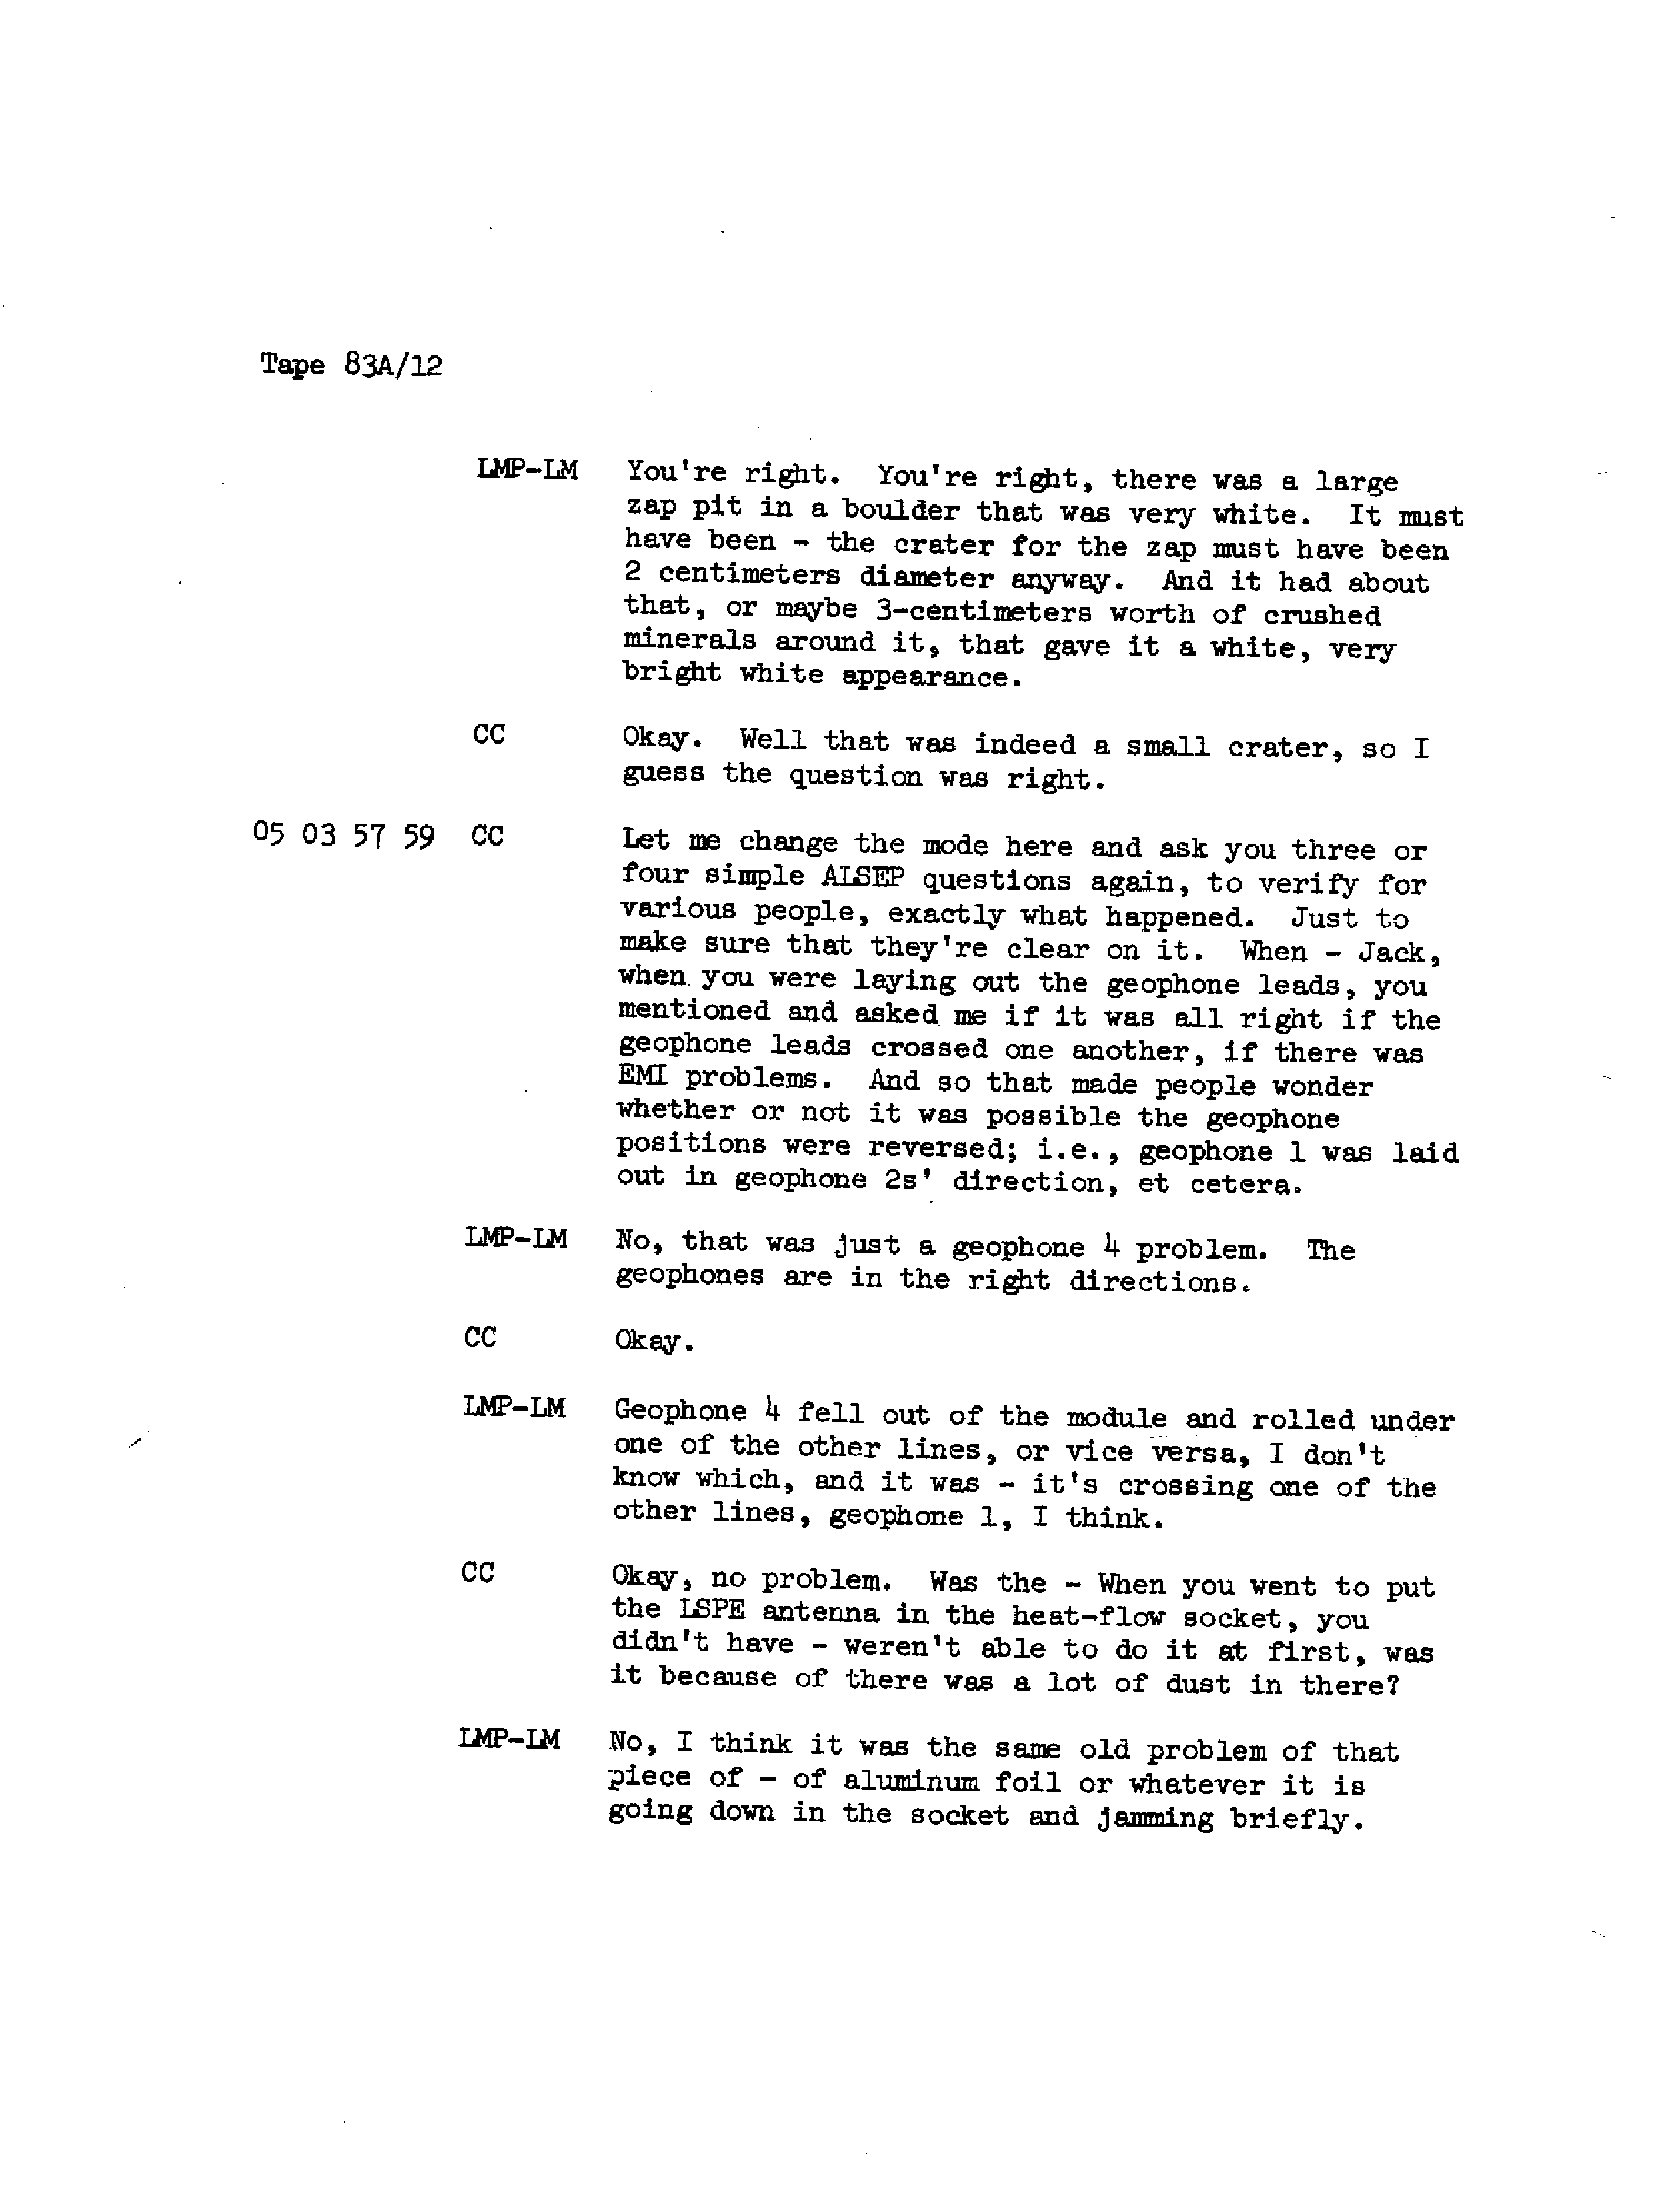 Tape 83A/12
LMP-LM You're right. You're right, there was a large
zap pit in a boulder that was very white. It must
have been - the crater for the zap must have been
2 centimeters diameter anyway. And it had about
that, or maybe 3-centimeters worth of crushed
minerals around it, that gave it a white, very
bright white appearance.
CC Okay. Well that was indeed a small crater, so I
guess the question was right.
05 03 57 59 CC Let me change the mode here and ask you three or
four simple ALSEP questions again, to verify for
various people, exactly what happened. Just to
make sure that they're clear on it. When - Jack,
when you were laying out the geophone leads, you
mentioned and asked me if it was all right if the
geophone leads crossed one another, if there was
EMI problems. And so that made people wonder
whether or not it was possible the geophone
positions were reversed; i.e., geophone 1 was laid
out in geophone 2s' direction, et cetera.
LMP-LM No, that was just a geophone 4 problem. The
geophones are in the right directions.
CC Okay.
LMP-LM Geophone 4 fell out of the module and rolled under
one of the other lines, or vice versa, I don't
know which, and it was - it's crossing one of the
other lines, geophone 1, I think.
CC Okay, no problem. Was the - When you went to put
the LSPE antenna in the heat-flow socket, you
didn't have - weren't able to do it at first, was
it because of there was a lot of dust in there?
LMP-LM No, I think it was the same old problem of that
piece of - of aluminum foil or whatever it is
going down in the socket and jamming briefly.